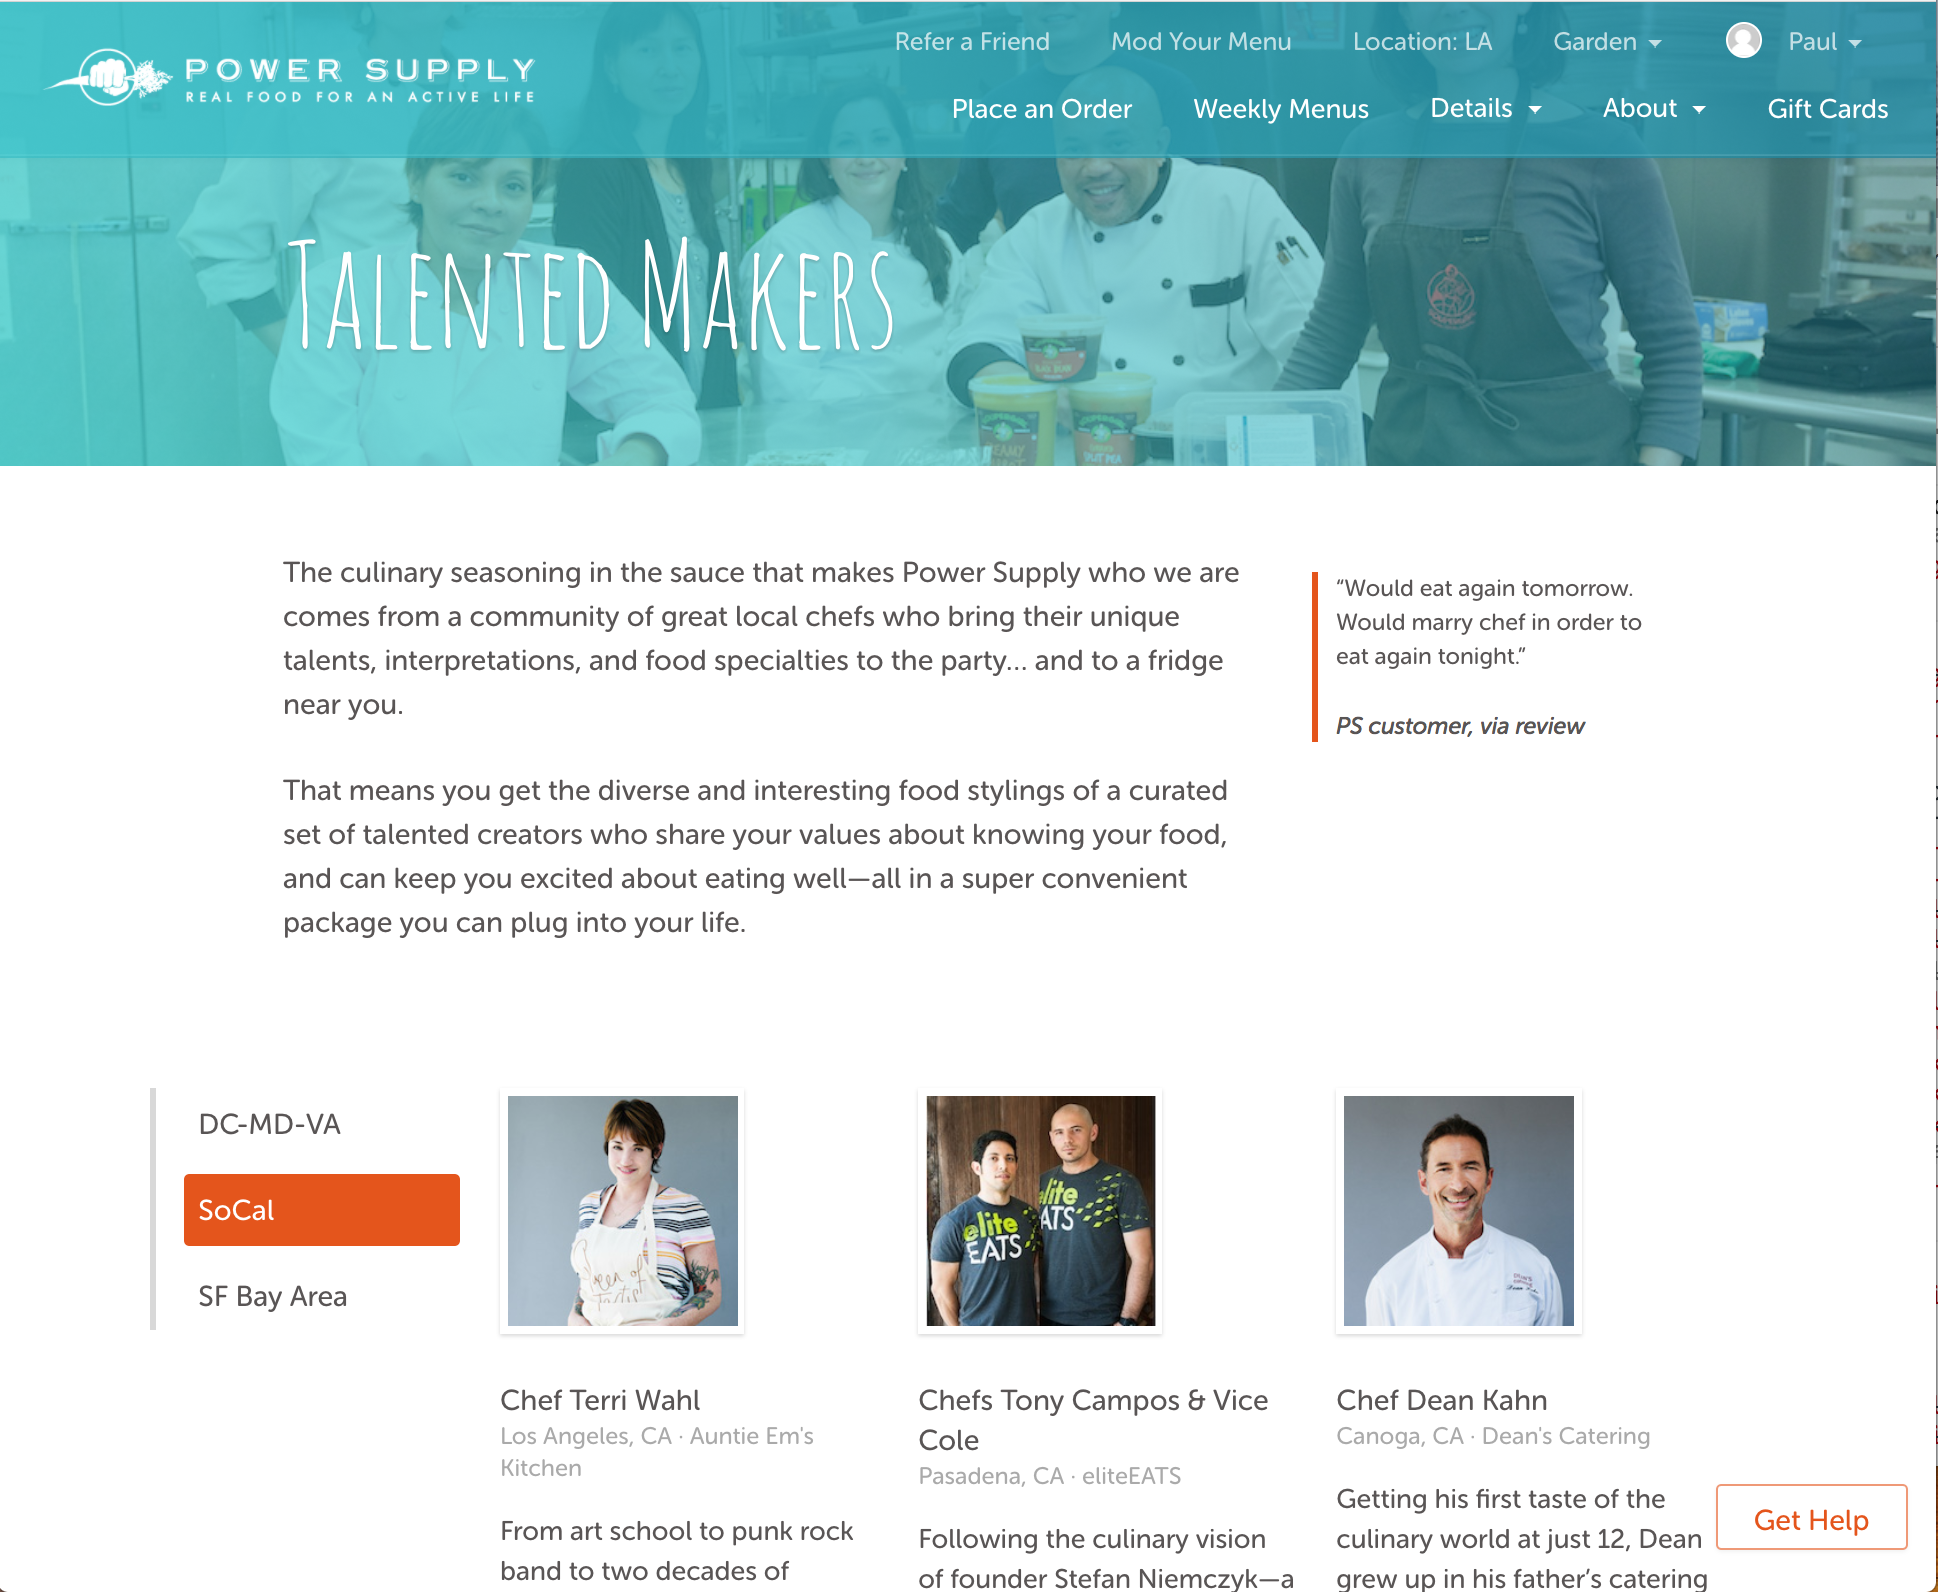 Refer a Friend Mod Your Menu Location: LA Garden Paul
POWER SUPPLY
REAL FOOD FOR AN ACTIVE LIFE
Place an Order Weekly Menus Details About Gift Cards
TALENTED MAKERS
The culinary seasoning in the sauce that makes Power Supply who we are
comes from a community of great local chefs who bring their unique
talents, interpretations, and food specialties to the party... and to a fridge
near you.
That means you get the diverse and interesting food stylings of a curated
set of talented creators who share your values about knowing your food,
and can keep you excited about eating well—all in a super convenient
package you can plug into your life.
“Would eat again tomorrow.
Would marry chef in order to
eat again tonight.”
PS customer, via review
DC-MD-VA
SoCal
SF Bay Area
elite
EATS
elite
EATS
Queen of
Tarts
Chef Terri Wahl
Los Angeles, CA · Auntie Em's
Kitchen
From art school to punk rock
band to two decades of
Chefs Tony Campos & Vice
Cole
Pasadena, CA · eliteEATS
Following the culinary vision
of founder Stefan Niemczyk—a
Chef Dean Kahn
Canoga, CA · Dean's Catering
Getting his first taste of the
culinary world at just 12, Dean
grew up in his father’s catering
Get Help